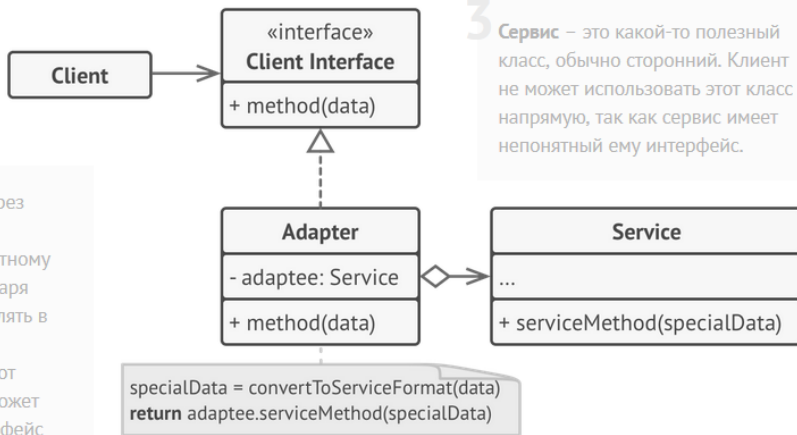 «interface»
Client Interface
+ method(data)
Client
3
Сервис – это какой-то полезный
класс, обычно сторонний. Клиент
не может использовать этот класс
напрямую, так как сервис имеет
непонятный ему интерфейс.
Adapter
- adaptee: Service
+ method(data)
Service
...
+ serviceMethod(specialData)
specialData = convertToServiceFormat(data)
return adaptee.serviceMethod(specialData)